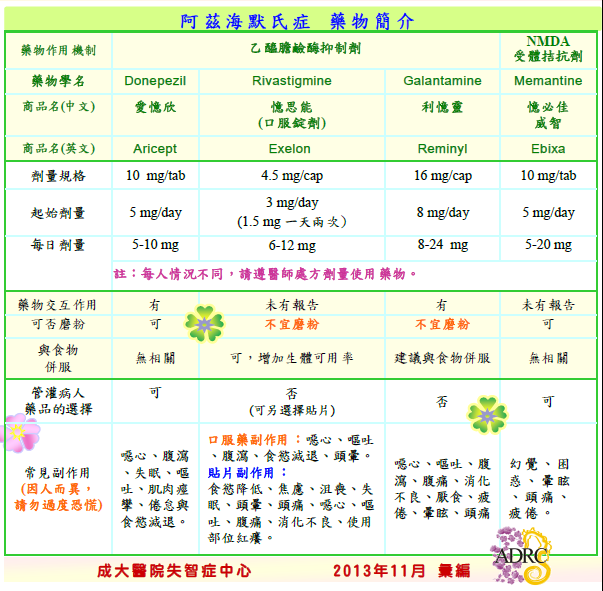 阿茲海默氏症 藥物簡介
藥物作用機制 乙醯膽鹼酶抑制劑 NMDA
受體拮抗劑
藥物學名 Donepezil Rivastigmine Galantamine Memantine
商品名(中文) 愛憶欣 憶思能 利憶靈 憶必佳
(口服錠劑) 威智
商品名(英文) Aricept Exelon Reminyl Ebixa
劑量規格 10 mg/tab 4.5 mg/cap 16 mg/cap 10 mg/tab
起始劑量 5 mg/day 3 mg/day 8 mg/day 5 mg/day
(1.5 mg 一天兩次)
每日劑量 5-10 mg 6-12 mg 8-24 mg 5-20 mg
註：每人情況不同，請遵醫師處方劑量使用藥物。
藥物交互作用 有 未有報告 有 未有報告
可否磨粉 可 不宜磨粉 不宜磨粉 可
與食物
併服 無相關 可，增加生體可用率 建議與食物併服 無相關
管灌病人
藥品的選擇 可 否 否 可
(可另選擇貼片)
常見副作用
(因人而異，
請勿過度恐慌)
噁心、腹瀉
、失眠、嘔
吐、肌肉痙
攣、倦怠與
食慾減退。
口服藥副作用：噁心、嘔吐
、腹瀉、食慾減退、頭暈。
貼片副作用：
食慾降低、焦慮、沮喪、失
眠、頭暈、頭痛、噁心、嘔
吐、腹痛、消化不良、使用
部位紅癢。
噁心、嘔吐、腹
瀉、腹痛、消化
不良、厭食、疲
倦、暈眩、頭痛
幻覺、困
惑、暈眩
、頭痛、
疲倦。
成大醫院失智症中心 2013年11月 彙編
ADRC